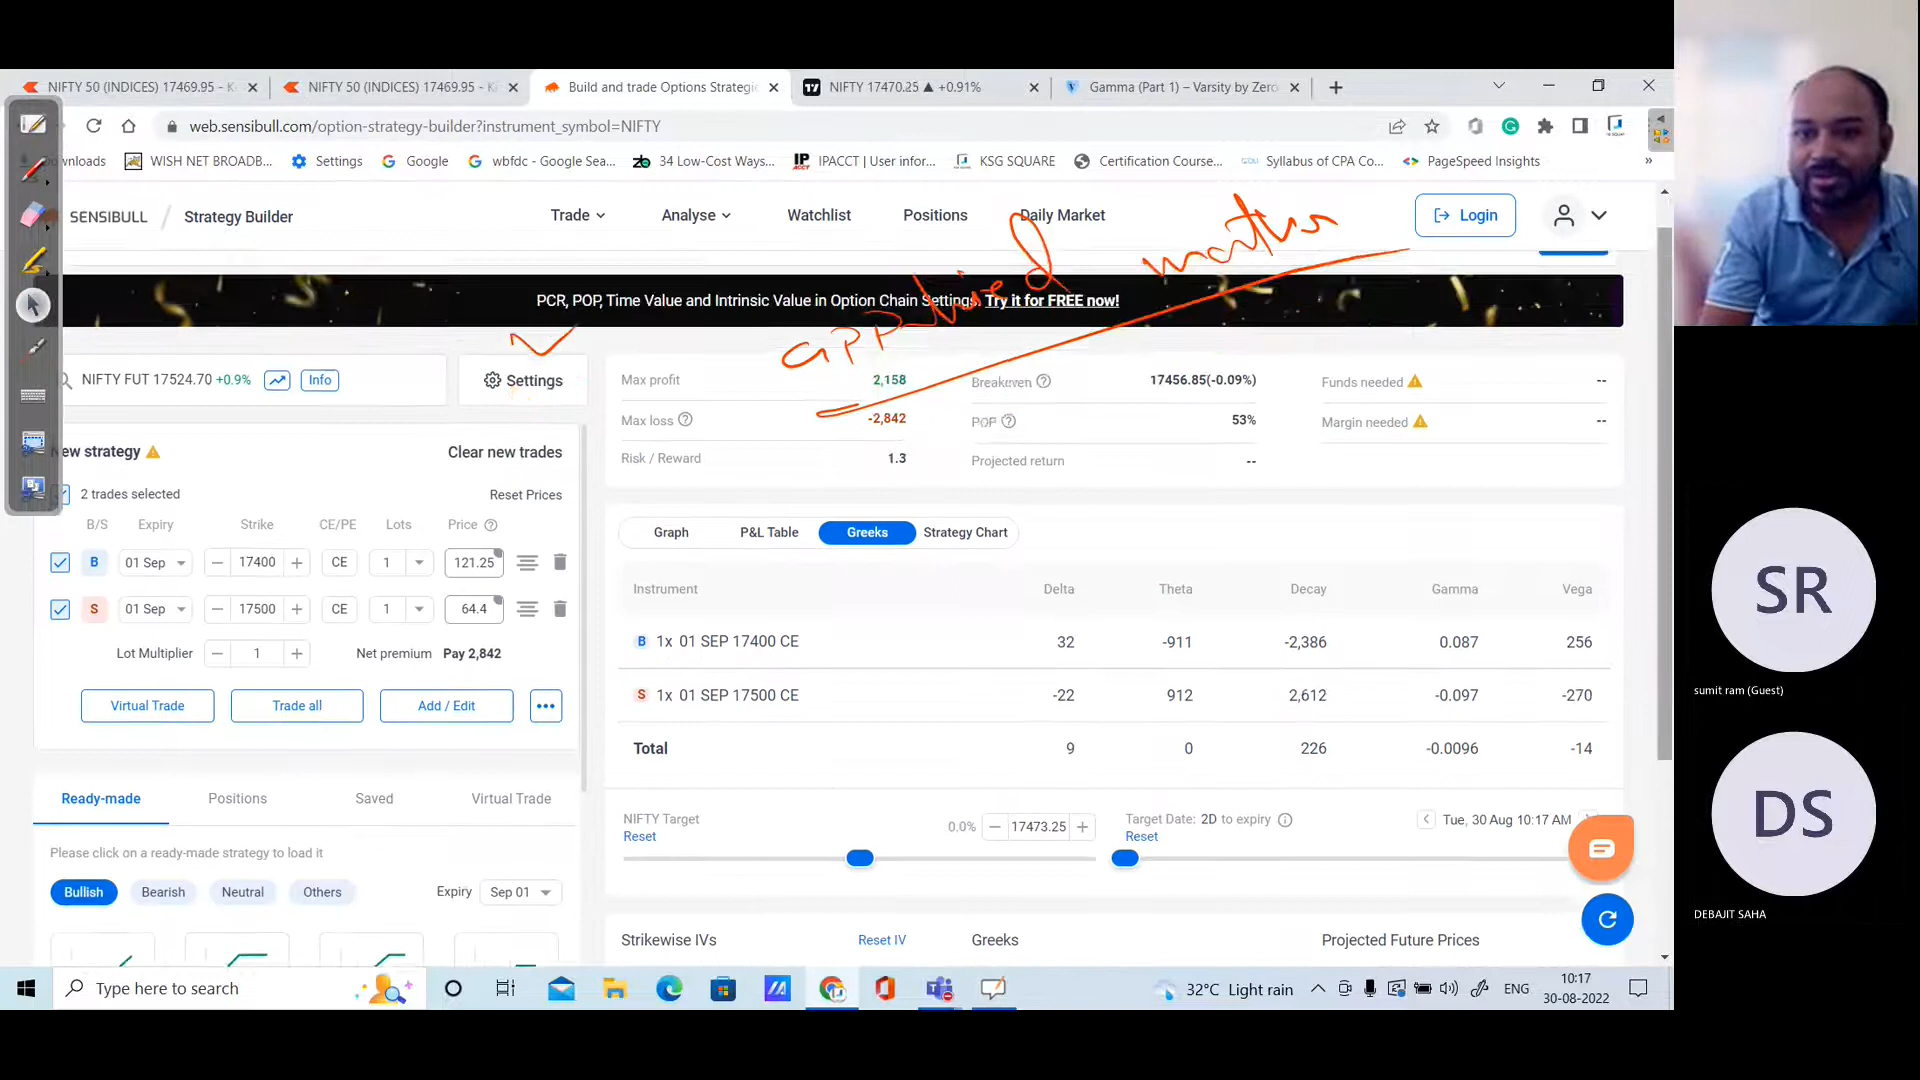 NIFTY 50 (INDICES) 17469.95 - K
NIFTY 50 (INDICES) 17469.95 - K
Build and trade Options Strategie
NIFTY 17470.25 ▲ +0.91%
Gamma (Part 1) – Varsity by Zero
web.sensibull.com/option-strategy-builder?instrument_symbol=NIFTY
ownloads
WISH NET BROADB...
Settings
Google
wbfdc - Google Sea...
34 Low-Cost Ways...
IPACCT | User infor...
KSG SQUARE
Certification Course...
Syllabus of CPA Co...
PageSpeed Insights
»
SENSIBULL / Strategy Builder
Trade
Analyse
Watchlist
Positions
Daily Market
Login
applied maths
PCR, POP, Time Value and Intrinsic Value in Option Chain Settings. Try it for FREE now!
NIFTY FUT 17524.70 +0.9% Info
Settings
Max profit 2,158
Breakeven 17456.85(-0.09%)
Funds needed --
Max loss -2,842
POP 53%
Margin needed --
Risk / Reward 1.3
Projected return --
New strategy
Clear new trades
2 trades selected
Reset Prices
B/S Expiry Strike CE/PE Lots Price
B 01 Sep 17400 CE 1 121.25
S 01 Sep 17500 CE 1 64.4
Lot Multiplier 1 Net premium Pay 2,842
Virtual Trade
Trade all
Add / Edit
Graph P&L Table Greeks Strategy Chart
Instrument Delta Theta Decay Gamma Vega
B 1x 01 SEP 17400 CE 32 -911 -2,386 0.087 256
S 1x 01 SEP 17500 CE -22 912 2,612 -0.097 -270
Total 9 0 226 -0.0096 -14
NIFTY Target
Reset
0.0% 17473.25
Target Date: 2D to expiry
Reset
Tue, 30 Aug 10:17 AM
Ready-made Positions Saved Virtual Trade
Please click on a ready-made strategy to load it
Bullish Bearish Neutral Others Expiry Sep 01
Strikewise IVs Reset IV
Greeks
Projected Future Prices
SR
sumit ram (Guest)
DS
DEBAJIT SAHA
Type here to search
32°C Light rain
ENG
10:17
30-08-2022